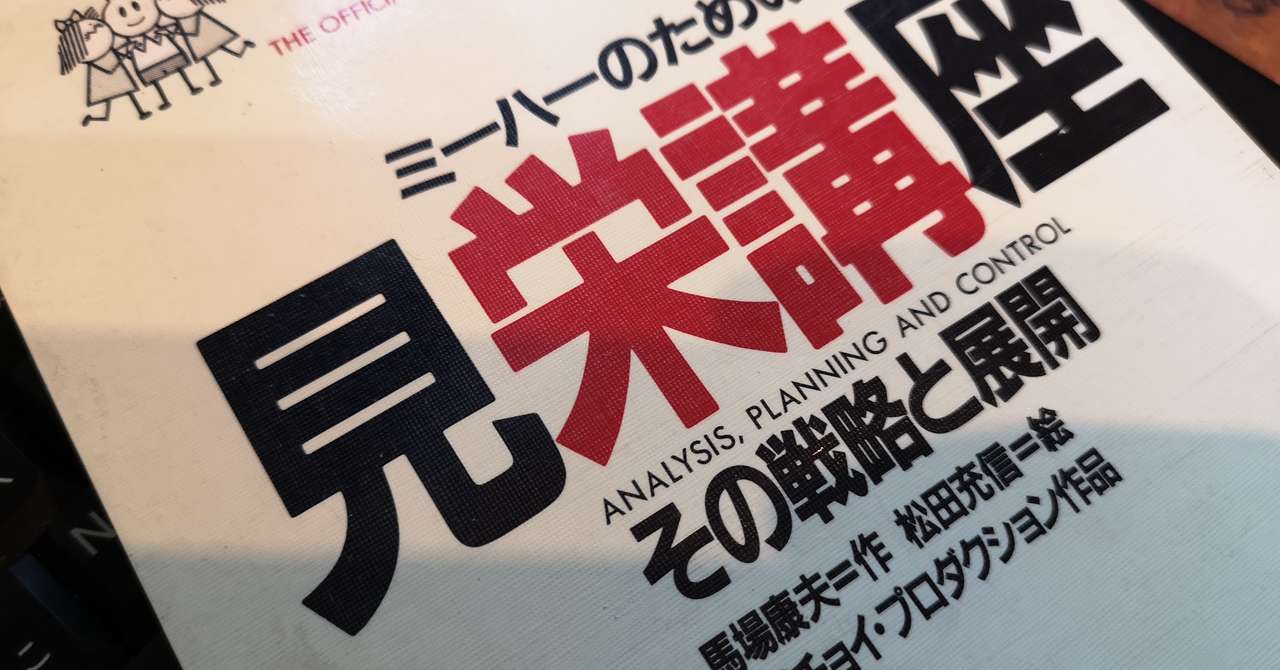 THE OFFICI
ミーハーのための
見栄講座
ANALYSIS, PLANNING AND CONTROL
その戦略と展開
馬場康夫=作 松田充信=絵
チョイ・プロダクション作品
N
こ